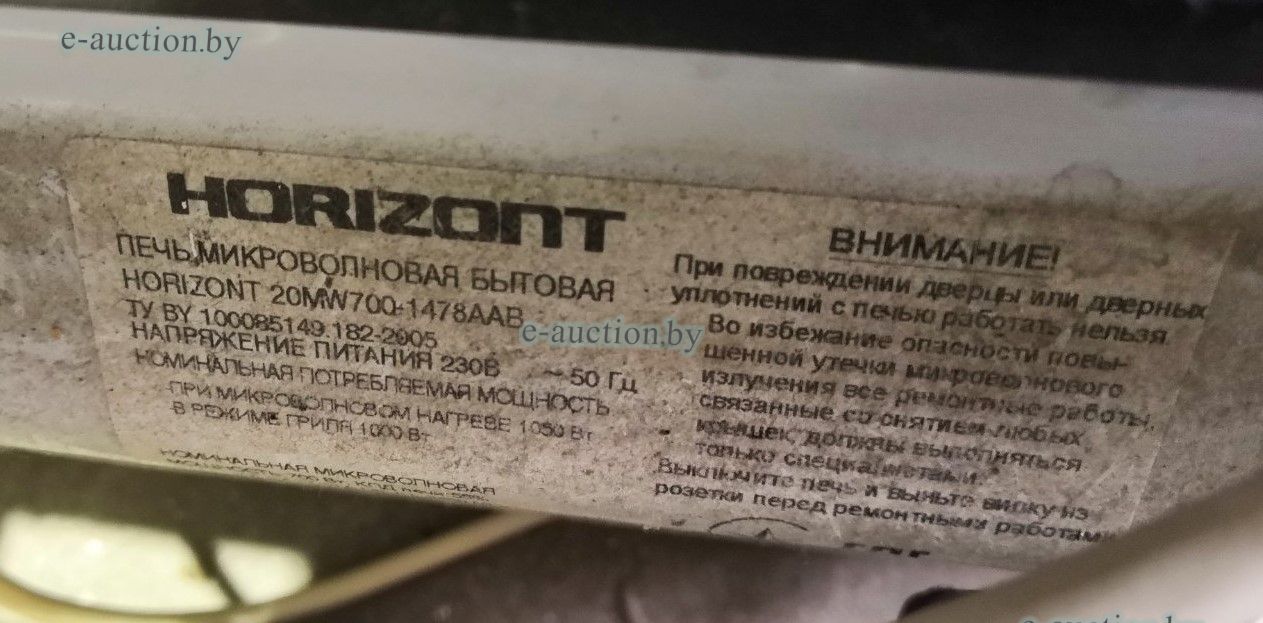 e-auction.by
HORIZONT
ПЕЧЬ МИКРОВОЛНОВАЯ БЫТОВАЯ
HORIZONT 20MW700-1478AAB
ТУ BY 100085149.182-2005
НАПРЯЖЕНИЕ ПИТАНИЯ 230В ~ 50 Гц
НОМИНАЛЬНАЯ ПОТРЕБЛЯЕМАЯ МОЩНОСТЬ
ПРИ МИКРОВОЛНОВОМ НАГРЕВЕ 1050 Вт
В РЕЖИМЕ ГРИЛЯ 1000 Вт
НОМИНАЛЬНАЯ МИКРОВОЛНОВАЯ
ВНИМАНИЕ!
При повреждении дверцы или дверных
уплотнений с печью работать нельзя
Во избежание опасности повы-
шенной утечки микроволнового
излучения все ремонтные работы,
связанные со снятием любых
крышек, должны выполняться
только специалистами.
Выключите печь и выньте вилку из
розетки перед ремонтными работами
e-auction.by
e-auction.by